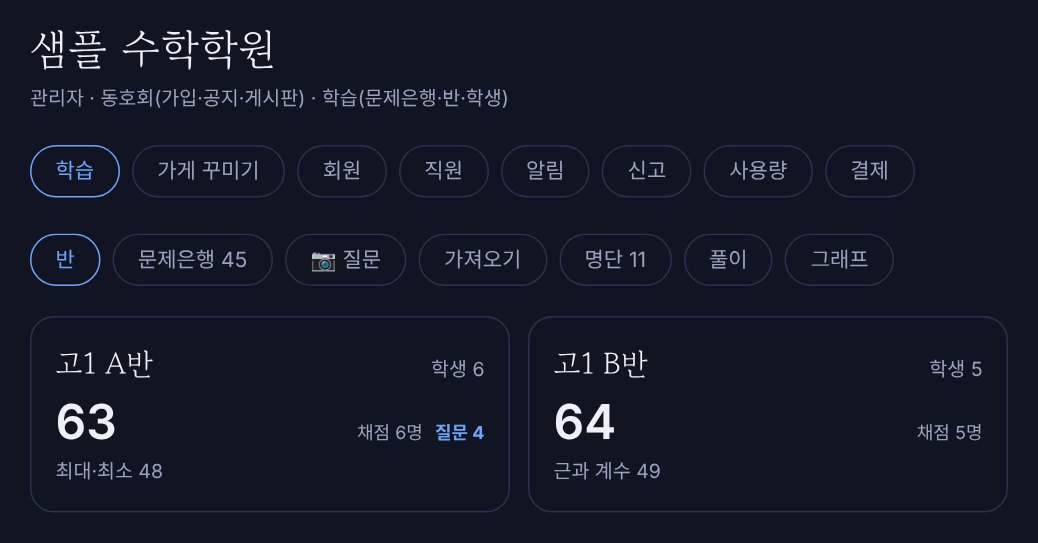 샘플 수학학원
관리자 · 동호회(가입·공지·게시판) · 학습(문제은행·반·학생)
학습 가게 꾸미기 회원 직원 알림 신고 사용량 결제
반 문제은행 45 📷 질문 가져오기 명단 11 풀이 그래프
고1 A반 학생 6
63 채점 6명 질문 4
최대·최소 48
고1 B반 학생 5
64 채점 5명
근과 계수 49